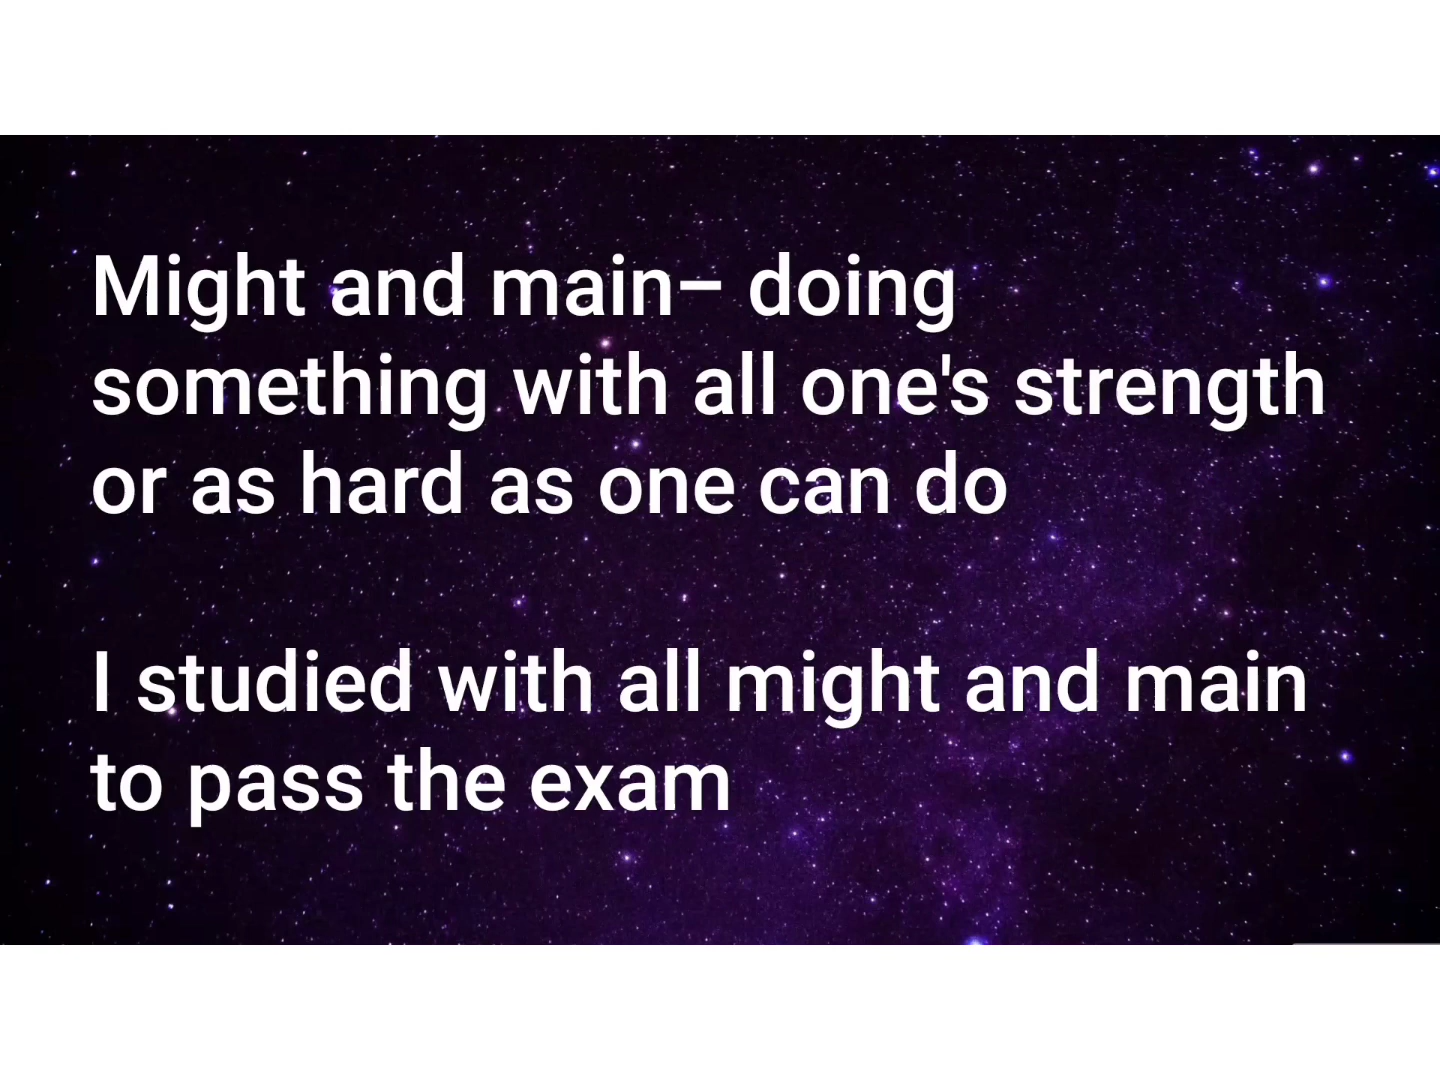 Might and main– doing
something with all one's strength
or as hard as one can do
I studied with all might and main
to pass the exam